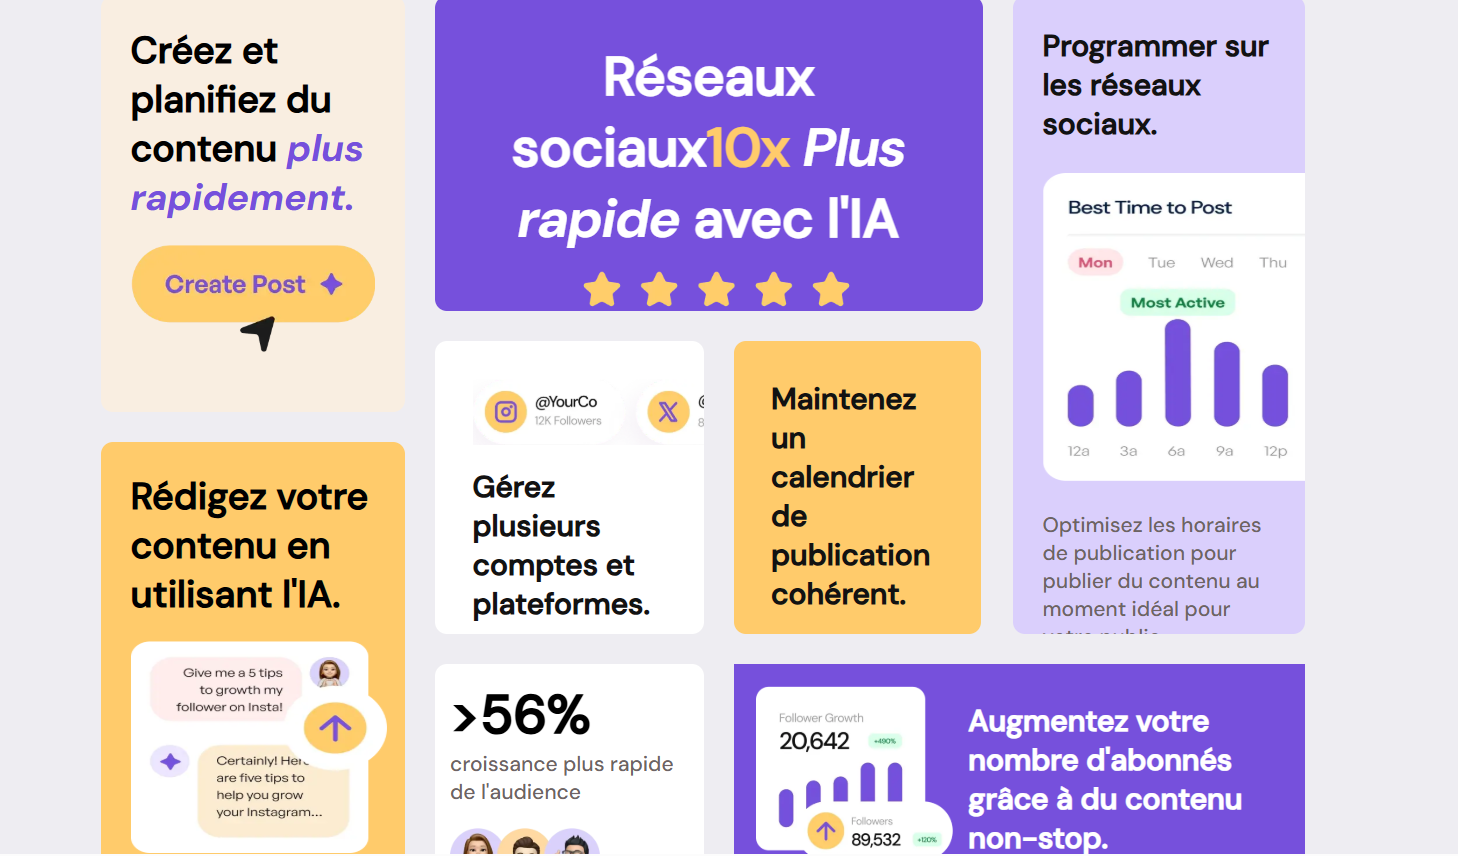 Créez et
planifiez du
contenu plus
rapidement.
Create Post
Rédigez votre
contenu en
utilisant l'IA.
Give me a 5 tips
to growth my
follower on Insta!
Certainly! Here
are five tips to
help you grow
your Instagram...
Réseaux
sociaux10x Plus
rapide avec l'IA
@YourCo
12K Followers
@
8
Gérez
plusieurs
comptes et
plateformes.
Maintenez
un
calendrier
de
publication
cohérent.
Programmer sur
les réseaux
sociaux.
Best Time to Post
Mon Tue Wed Thu
Most Active
12a 3a 6a 9a 12p
Optimisez les horaires
de publication pour
publier du contenu au
moment idéal pour
>56%
croissance plus rapide
de l'audience
Follower Growth
20,642 +490%
Followers
89,532 +120%
Augmentez votre
nombre d'abonnés
grâce à du contenu
non-stop.